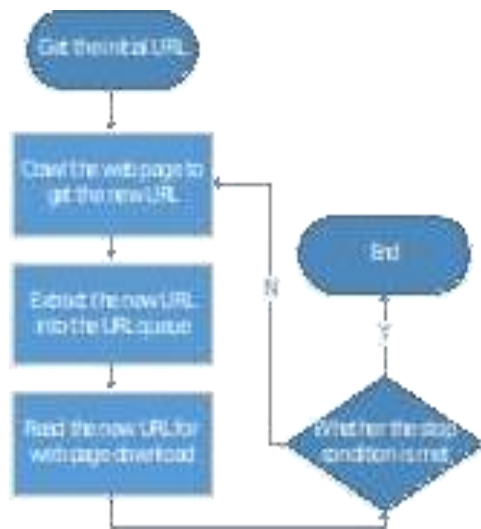 Get the initial URL
Crawl the web page to
get the new URL
Extract the new URL
into the URL queue
Read the new URL for
web page download
N
End
Y
Whether the stop
condition is met